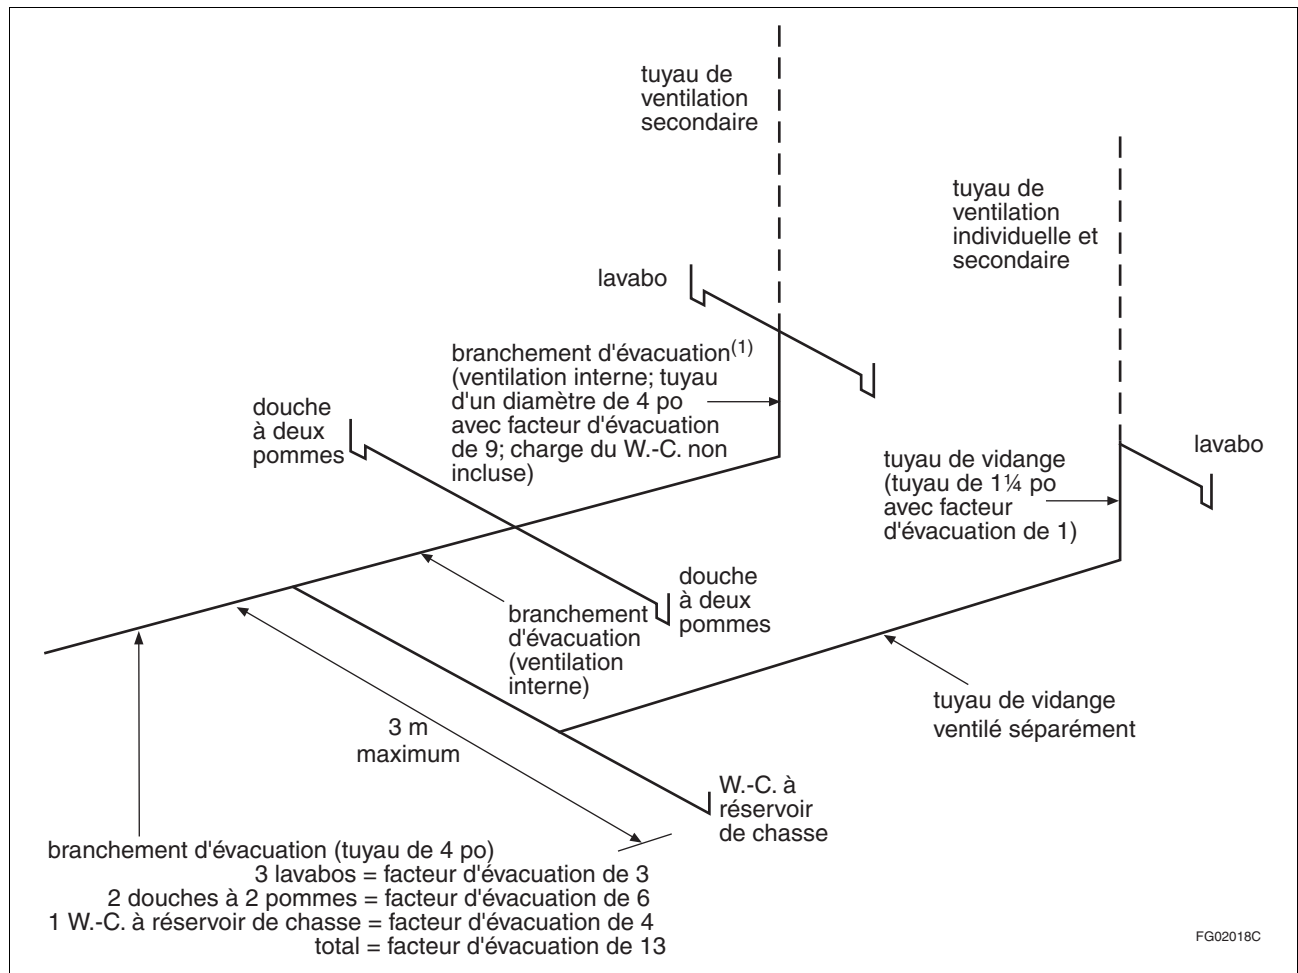 tuyau de
ventilation
secondaire
tuyau de
ventilation
individuelle et
secondaire
lavabo
branchement d'évacuation(1)
(ventilation interne; tuyau
d'un diamètre de 4 po
avec facteur d'évacuation
de 9; charge du W.-C. non
incluse)
douche
à deux
pommes
lavabo
tuyau de vidange
(tuyau de 1¼ po
avec facteur
d'évacuation de 1)
douche
à deux
pommes
branchement
d'évacuation
(ventilation
interne)
tuyau de vidange
ventilé séparément
3 m
maximum
W.-C. à
réservoir
de chasse
branchement d'évacuation (tuyau de 4 po)
3 lavabos = facteur d'évacuation de 3
2 douches à 2 pommes = facteur d'évacuation de 6
1 W.-C. à réservoir de chasse = facteur d'évacuation de 4
total = facteur d'évacuation de 13
FG02018C